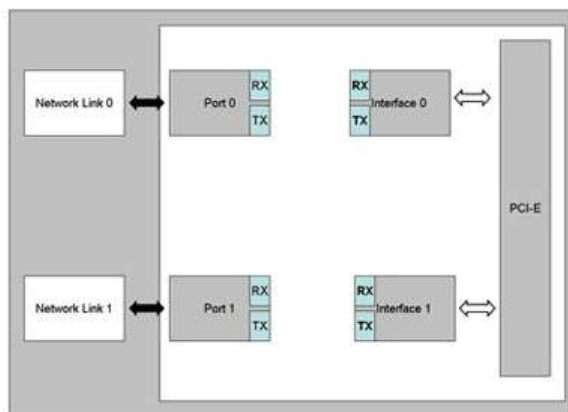 Network Link 0
Port 0
RX
TX
RX
TX
Interface 0
PCI-E
Network Link 1
Port 1
RX
TX
RX
TX
Interface 1